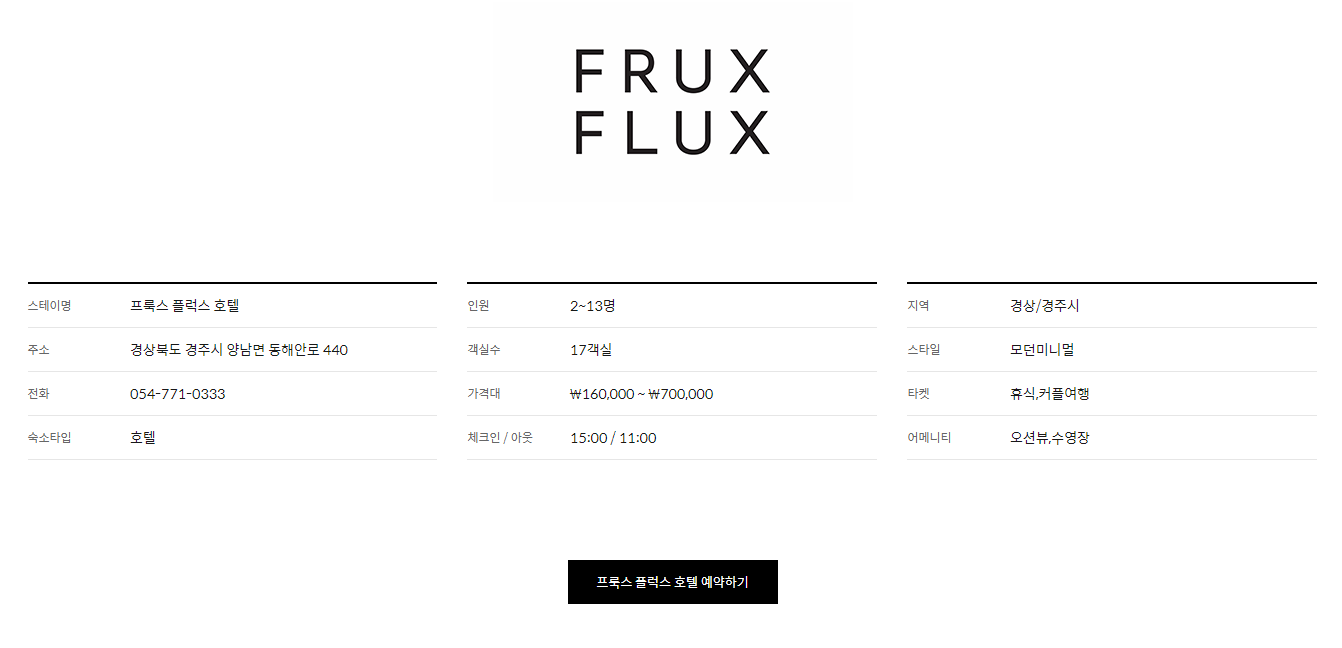 FRUX
FLUX
스테이명 프룩스 플럭스 호텔
주소 경상북도 경주시 양남면 동해안로 440
전화 054-771-0333
숙소타입 호텔
인원 2~13명
객실수 17객실
가격대 ₩160,000 ~ ₩700,000
체크인 / 아웃 15:00 / 11:00
지역 경상/경주시
스타일 모던미니멀
타켓 휴식,커플여행
어메니티 오션뷰,수영장
프룩스 플럭스 호텔 예약하기